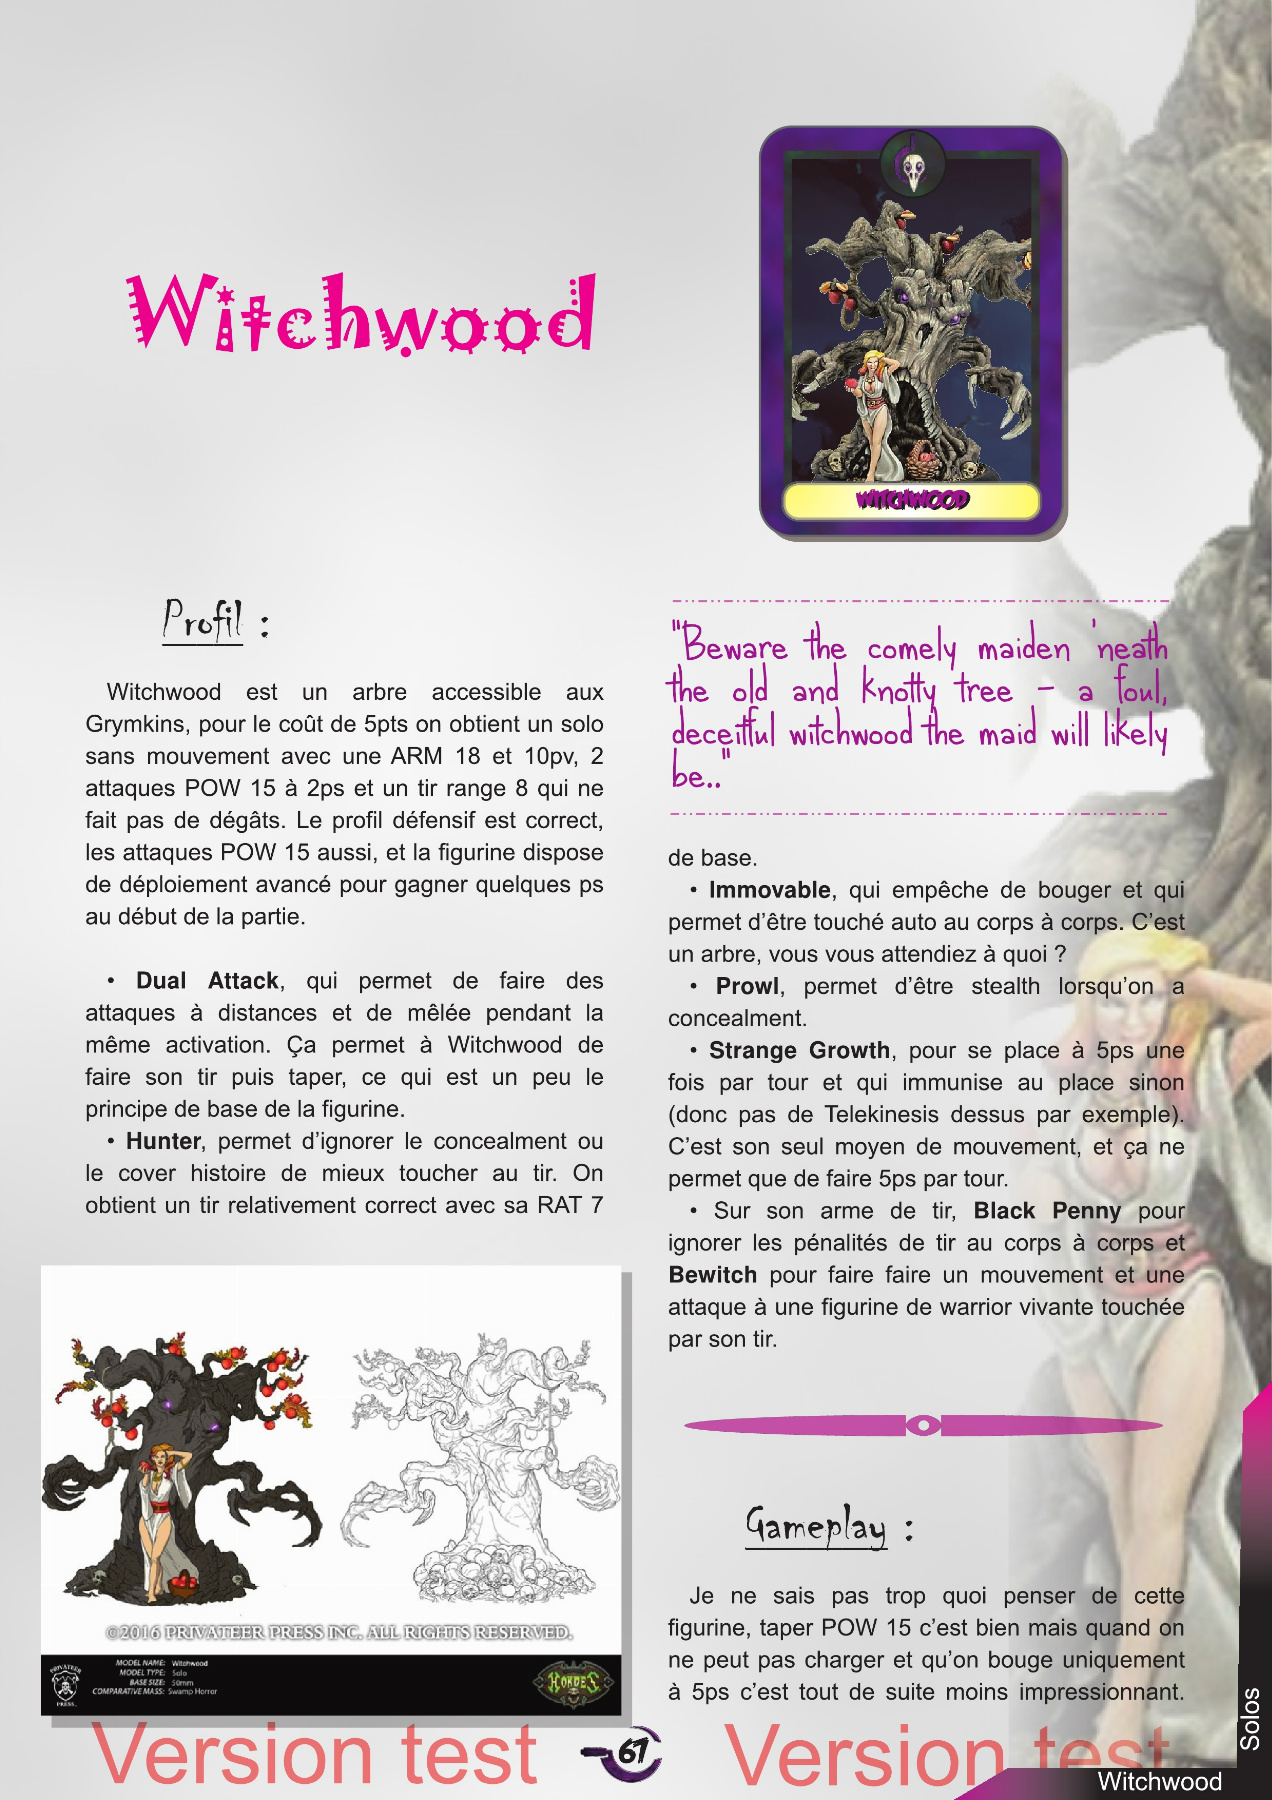 Witchwood
WITCHWOOD
Profil :
Witchwood est un arbre accessible aux
Grymkins, pour le coût de 5pts on obtient un solo
sans mouvement avec une ARM 18 et 10pv, 2
attaques POW 15 à 2ps et un tir range 8 qui ne
fait pas de dégâts. Le profil défensif est correct,
les attaques POW 15 aussi, et la figurine dispose
de déploiement avancé pour gagner quelques ps
au début de la partie.
• Dual Attack, qui permet de faire des
attaques à distances et de mêlée pendant la
même activation. Ça permet à Witchwood de
faire son tir puis taper, ce qui est un peu le
principe de base de la figurine.
• Hunter, permet d'ignorer le concealment ou
le cover histoire de mieux toucher au tir. On
obtient un tir relativement correct avec sa RAT 7
"Beware the comely maiden 'neath
the old and knotty tree – a foul,
deceitful witchwood the maid will likely
be.."
de base.
• Immovable, qui empêche de bouger et qui
permet d'être touché auto au corps à corps. C'est
un arbre, vous vous attendiez à quoi ?
• Prowl, permet d'être stealth lorsqu'on a
concealment.
• Strange Growth, pour se place à 5ps une
fois par tour et qui immunise au place sinon
(donc pas de Telekinesis dessus par exemple).
C'est son seul moyen de mouvement, et ça ne
permet que de faire 5ps par tour.
• Sur son arme de tir, Black Penny pour
ignorer les pénalités de tir au corps à corps et
Bewitch pour faire faire un mouvement et une
attaque à une figurine de warrior vivante touchée
par son tir.
Gameplay :
Je ne sais pas trop quoi penser de cette
figurine, taper POW 15 c'est bien mais quand on
ne peut pas charger et qu'on bouge uniquement
à 5ps c'est tout de suite moins impressionnant.
©2016 PRIVATEER PRESS INC. ALL RIGHTS RESERVED.
PRIVATEER
PRESS
MODEL NAME: Witchwood
MODEL TYPE: Solo
BASE SIZE: 50mm
COMPARATIVE MASS: Swamp Horror
HORDES
Version test
67
Version test
Solos
Witchwood